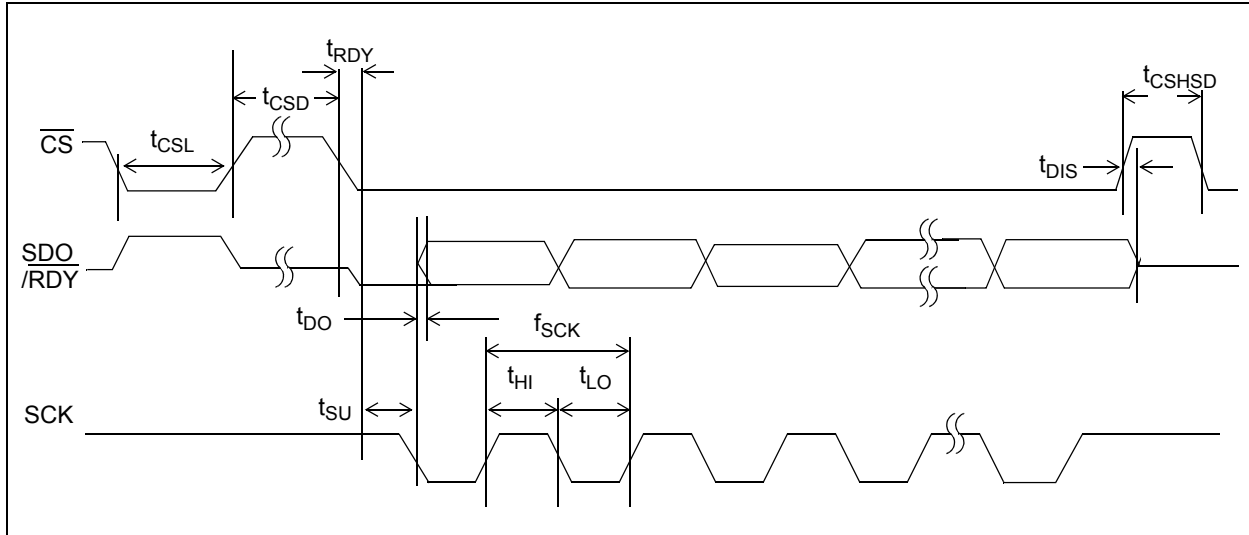 tRDY
tCSD
tCSHSD
CS
tCSL
tDIS
SDO
/RDY
tDO
fSCK
tHI
tLO
tSU
SCK